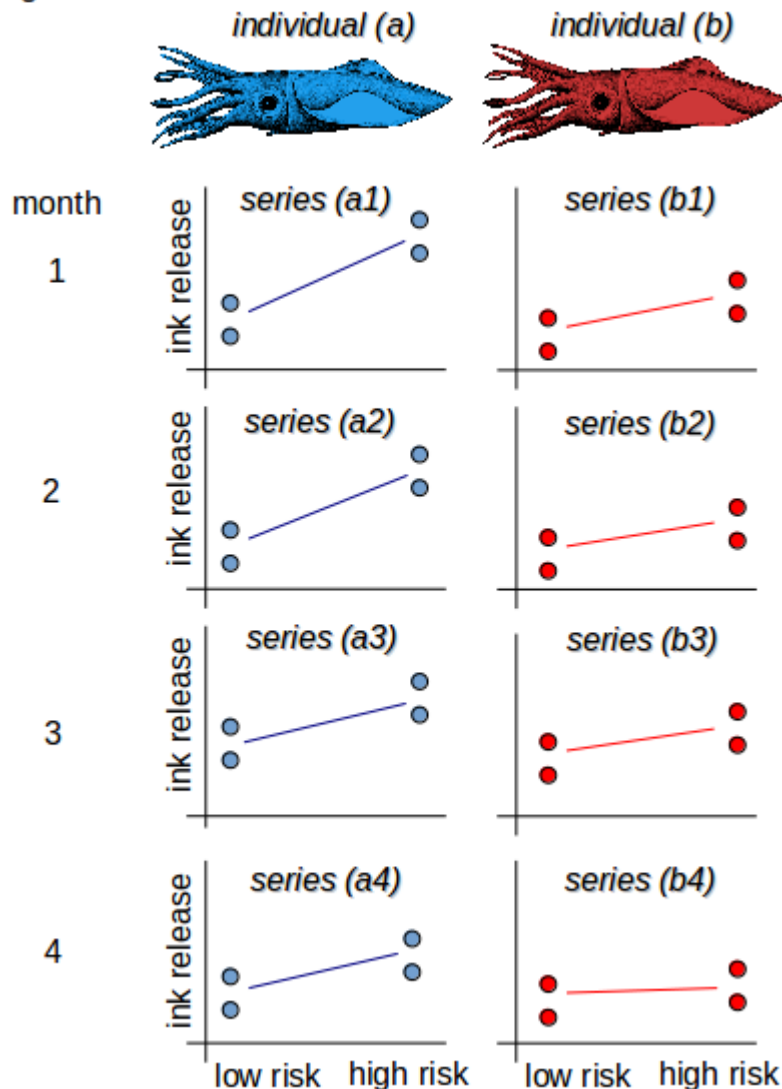 individual (a) individual (b)
month series (a1) series (b1)
1 ink release
series (a2) series (b2)
2 ink release
series (a3) series (b3)
3 ink release
series (a4) series (b4)
4 ink release
low risk high risk low risk high risk